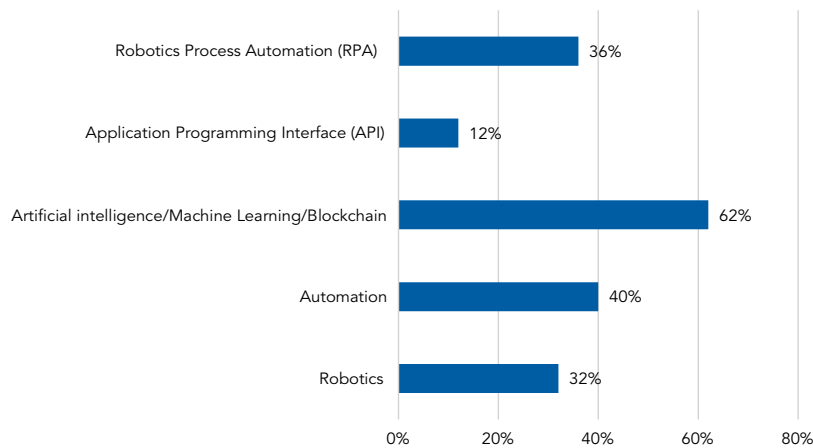 Robotics Process Automation (RPA) 36%
Application Programming Interface (API) 12%
Artificial intelligence/Machine Learning/Blockchain 62%
Automation 40%
Robotics 32%
0% 20% 40% 60% 80%